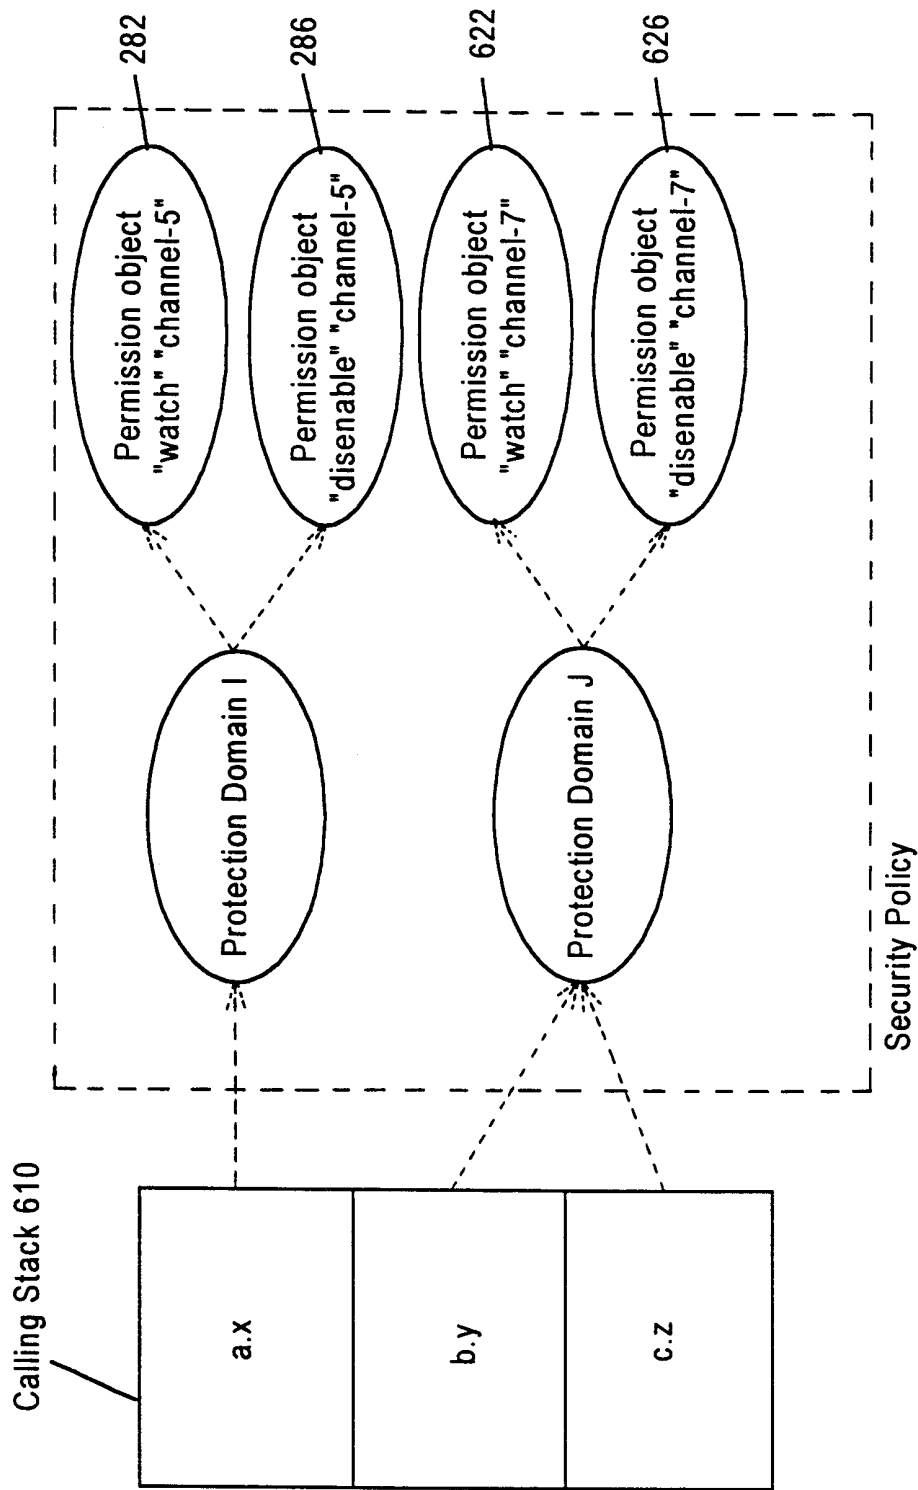 Calling Stack 610
a.x
b.y
c.z
Protection Domain I
Protection Domain J
Permission object
"watch" "channel-5"
282
Permission object
"disenable" "channel-5"
286
Permission object
"watch" "channel-7"
622
Permission object
"disenable" "channel-7"
626
Security Policy